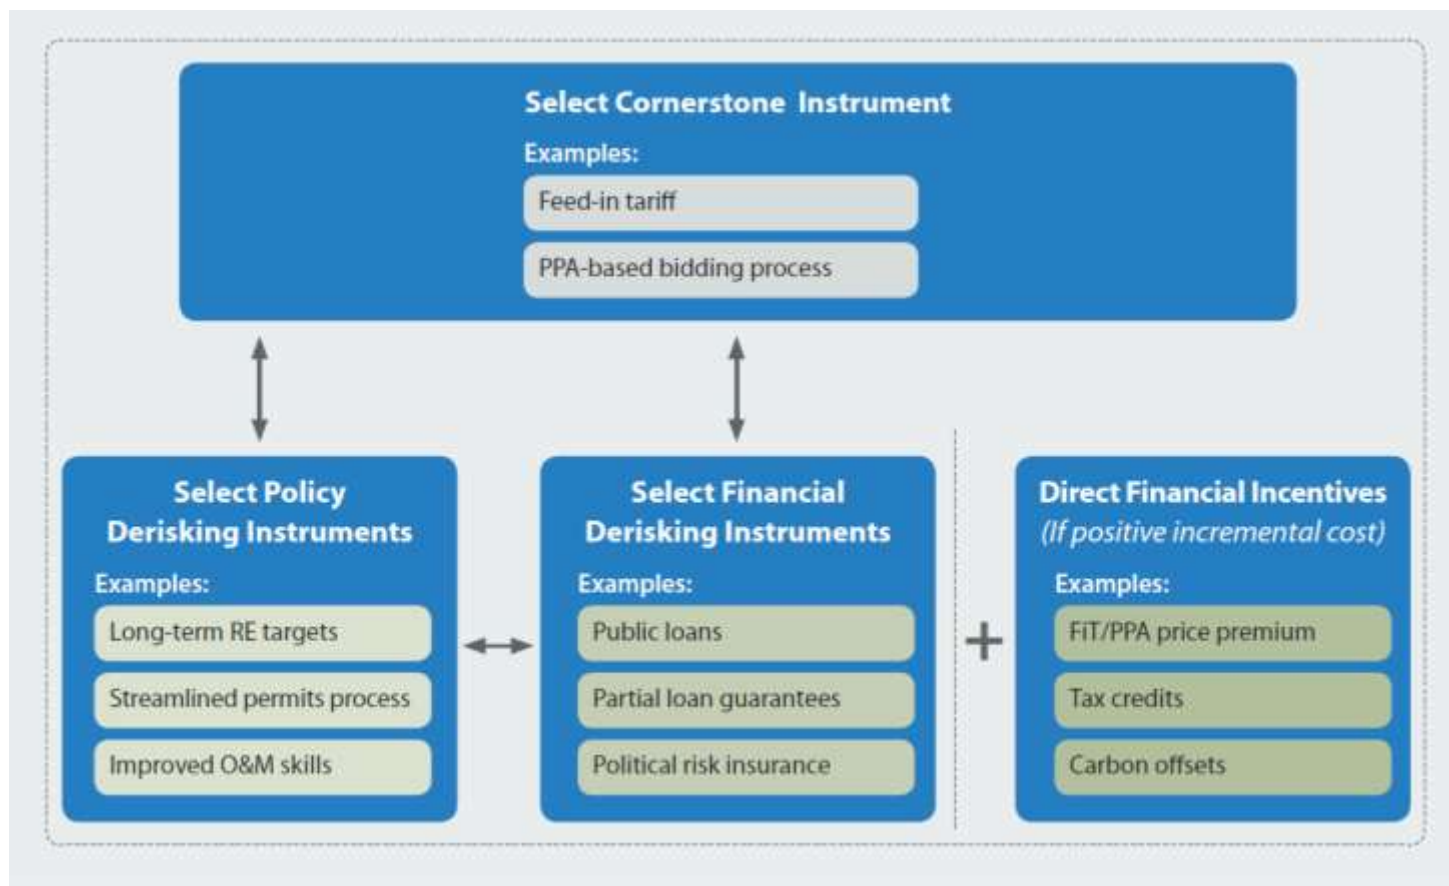 Select Cornerstone Instrument
Examples:
Feed-in tariff
PPA-based bidding process
Select Policy
Derisking Instruments
Examples:
Long-term RE targets
Streamlined permits process
Improved O&M skills
Select Financial
Derisking Instruments
Examples:
Public loans
Partial loan guarantees
Political risk insurance
+
Direct Financial Incentives
(If positive incremental cost)
Examples:
FiT/PPA price premium
Tax credits
Carbon offsets